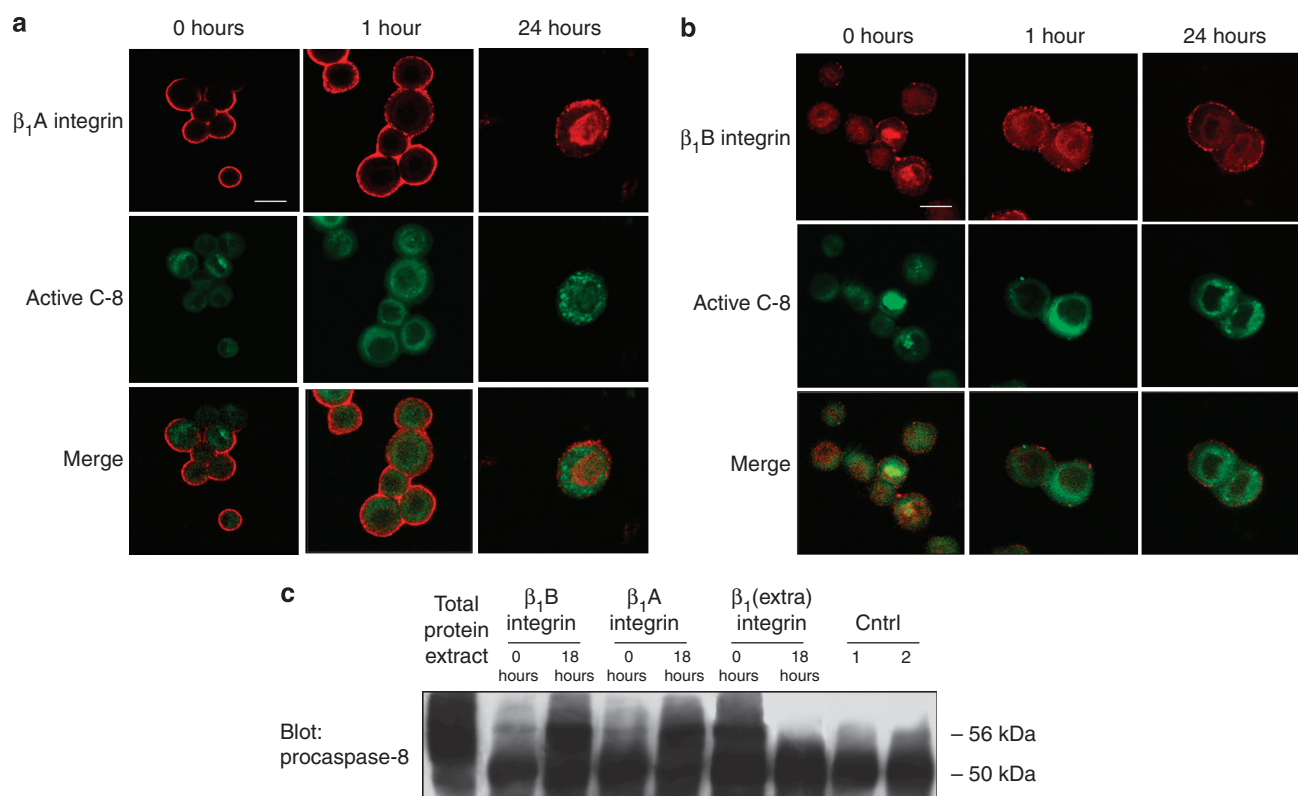 a
0 hours 1 hour 24 hours
β1A integrin
Active C-8
Merge
b
0 hours 1 hour 24 hours
β1B integrin
Active C-8
Merge
c
Total protein extract
β1B integrin
0 hours
18 hours
β1A integrin
0 hours
18 hours
β1(extra) integrin
0 hours
18 hours
Cntrl
1 2
Blot:
procaspase-8
– 56 kDa
– 50 kDa